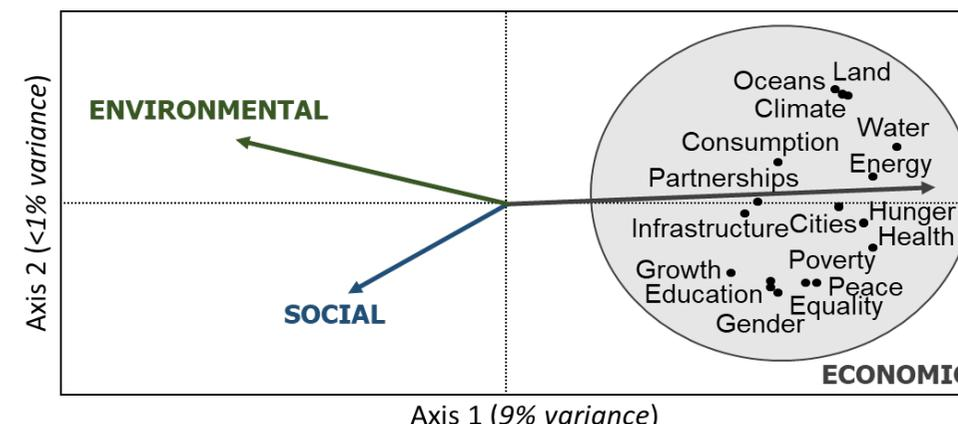 Oceans
Land
Climate
ENVIRONMENTAL
Water
Consumption
Energy
Partnerships
Hunger
Infrastructure
Cities
Health
Poverty
Growth
Peace
Education
Equality
SOCIAL
Gender
ECONOMIC
Axis 2 (<1% variance)
Axis 1 (9% variance)